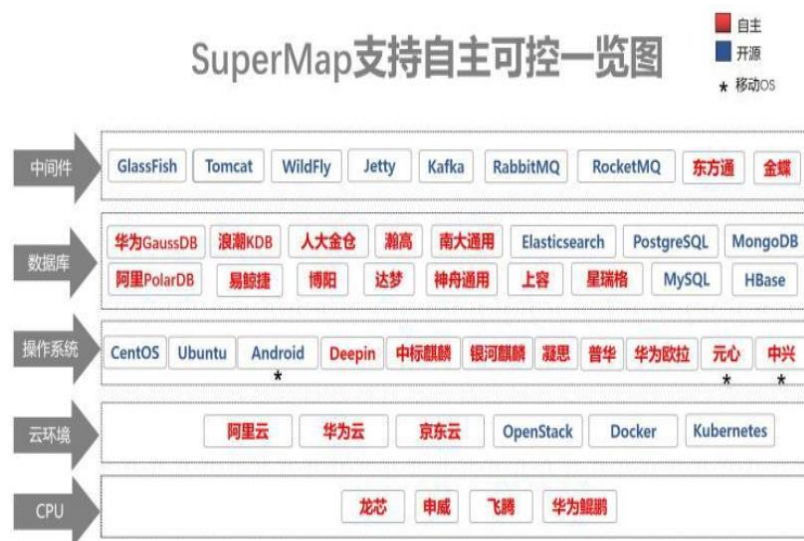 自主
SuperMap支持自主可控一览图
开源
* 移动OS
中间件
GlassFish Tomcat WildFly Jetty Kafka RabbitMQ RocketMQ 东方通 金蝶
数据库
华为GaussDB 浪潮KDB 人大金仓 瀚高 南大通用 Elasticsearch PostgreSQL MongoDB
阿里PolarDB 易鲸捷 博阳 达梦 神舟通用 上容 星瑞格 MySQL HBase
操作系统
CentOS Ubuntu Android Deepin 中标麒麟 银河麒麟 凝思 普华 华为欧拉 元心 中兴
* * *
云环境
阿里云 华为云 京东云 OpenStack Docker Kubernetes
CPU
龙芯 申威 飞腾 华为鲲鹏